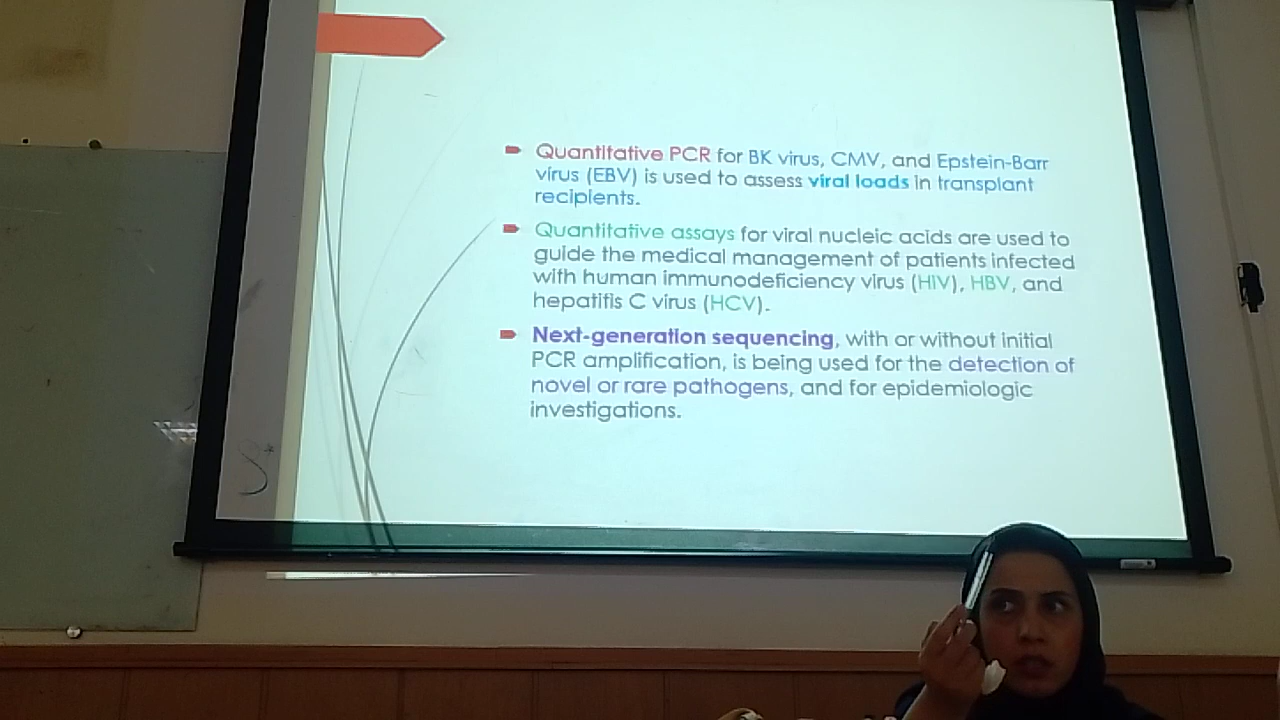 Quantitative PCR for BK virus, CMV, and Epstein-Barr
virus (EBV) is used to assess viral loads in transplant
recipients.
Quantitative assays for viral nucleic acids are used to
guide the medical management of patients infected
with human immunodeficiency virus (HIV), HBV, and
hepatitis C virus (HCV).
Next-generation sequencing, with or without initial
PCR amplification, is being used for the detection of
novel or rare pathogens, and for epidemiologic
investigations.